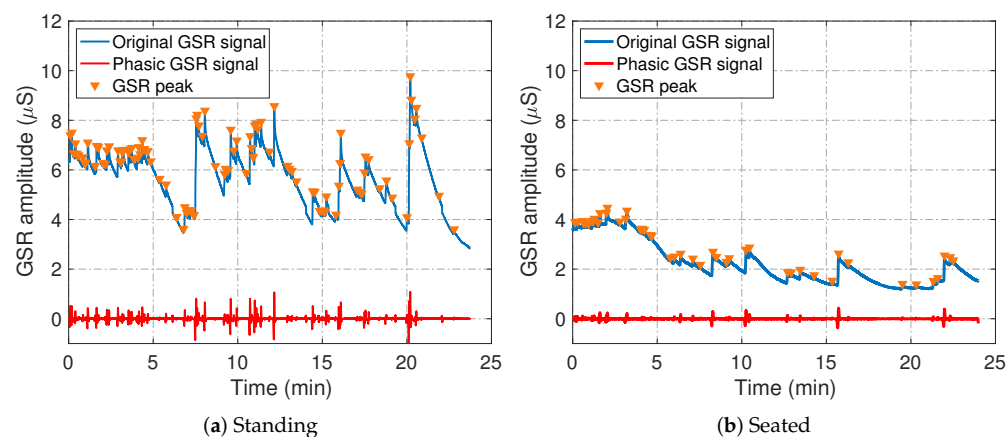 12
10
8
6
4
2
0
GSR amplitude (μS)
Original GSR signal
Phasic GSR signal
GSR peak
0 5 10 15 20 25
Time (min)
(a) Standing
12
10
8
6
4
2
0
GSR amplitude (μS)
Original GSR signal
Phasic GSR signal
GSR peak
0 5 10 15 20 25
Time (min)
(b) Seated